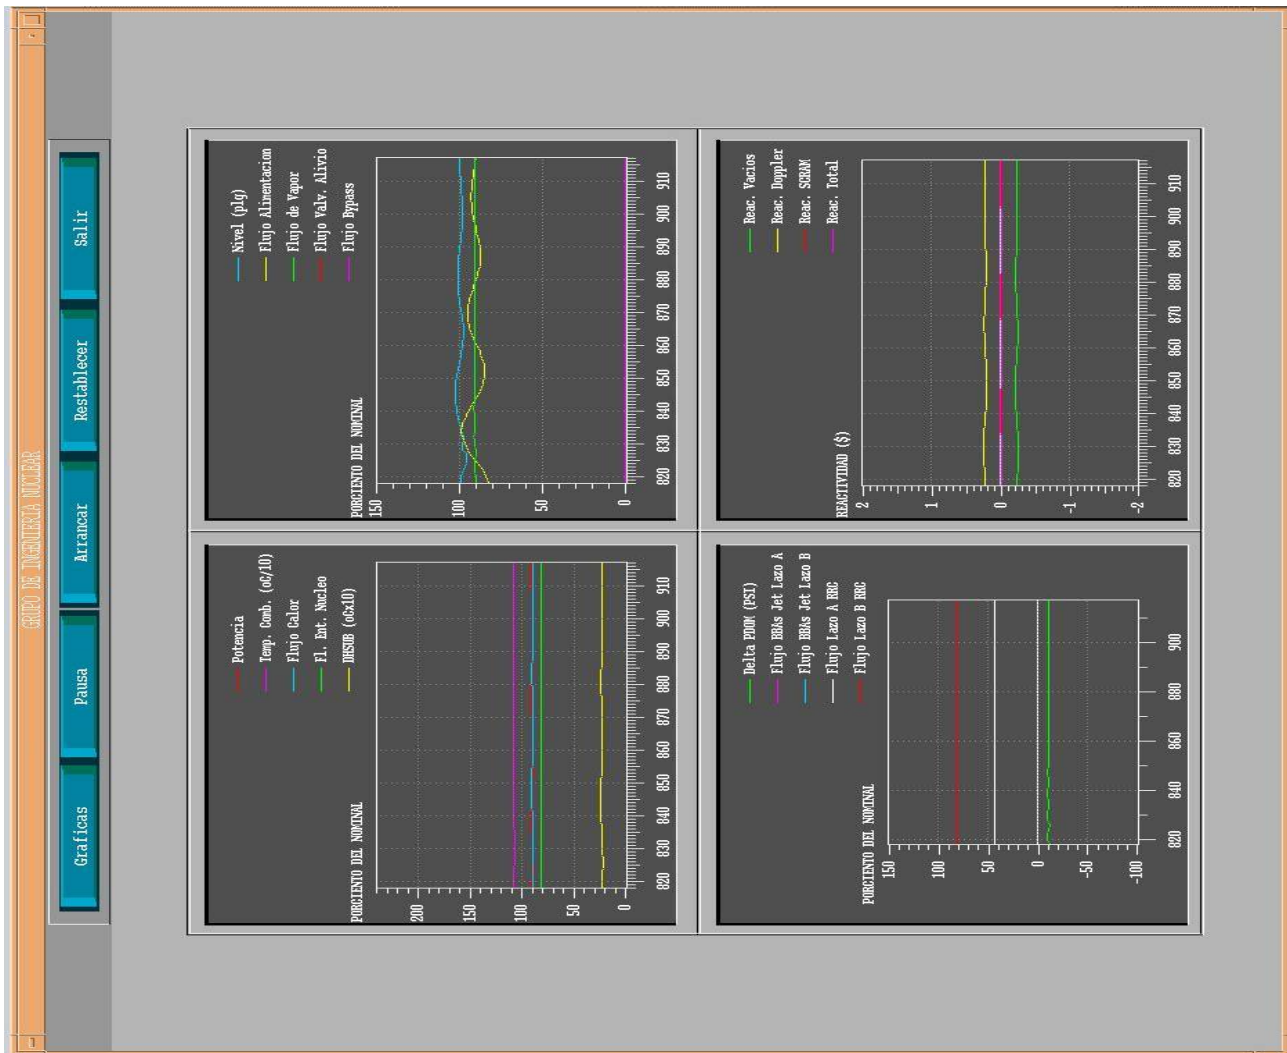 GRUPO DE INGENIERIA NUCLEAR
Graficas Pausa Arrancar Restablecer Salir
Potencia
Temp. Comb. (oC/10)
Flujo Calor
Fl. Ent. Nucleo
DHSUB (oCx10)
PORCIENTO DEL NOMINAL
200
150
100
50
0
820 830 840 850 860 870 880 890 900 910
Nivel (plg)
Flujo Alimentacion
Flujo de Vapor
Flujo Valv. Alivio
Flujo Bypass
PORCIENTO DEL NOMINAL
150
100
50
0
820 830 840 850 860 870 880 890 900 910
Delta PDOM (PSI)
Flujo BBAs Jet Lazo A
Flujo BBAs Jet Lazo B
Flujo Lazo A RRC
Flujo Lazo B RRC
PORCIENTO DEL NOMINAL
150
100
50
0
-50
-100
820 840 860 880 900
Reac. Vacios
Reac. Doppler
Reac. SCRAM
Reac. Total
REACTIVIDAD ($)
2
1
0
-1
-2
820 830 840 850 860 870 880 890 900 910